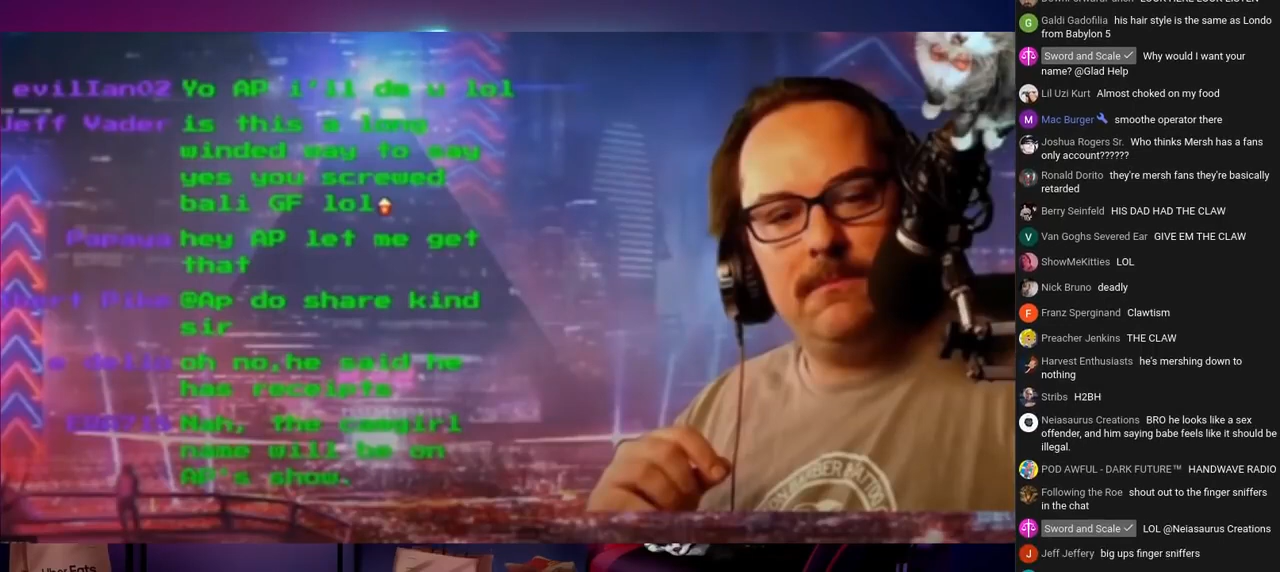 evilIan02 Yo AP i'll dm u lol
Jeff Vader is this a long
winded way to say
yes you screwed
bali GF lol
Papaya hey AP let me get
that
Pike @Ap do share kind
sir
oh no,he said he
has receipts
Nah, the camgirl
name will be on
AP's show.
Uber Eats
Galdi Gadofilia his hair style is the same as Londo
from Babylon 5
Sword and Scale Why would I want your
name? @Glad Help
Lil Uzi Kurt Almost choked on my food
Mac Burger smoothe operator there
Joshua Rogers Sr. Who thinks Mersh has a fans
only account??????
Ronald Dorito they're mersh fans they're basically
retarded
Berry Seinfeld HIS DAD HAD THE CLAW
Van Goghs Severed Ear GIVE EM THE CLAW
ShowMeKitties LOL
Nick Bruno deadly
Franz Sperginand Clawtism
Preacher Jenkins THE CLAW
Harvest Enthusiasts he's mershing down to
nothing
Stribs H2BH
Neiasaurus Creations BRO he looks like a sex
offender, and him saying babe feels like it should be
illegal.
POD AWFUL - DARK FUTURE™ HANDWAVE RADIO
Following the Roe shout out to the finger sniffers
in the chat
Sword and Scale LOL @Neiasaurus Creations
Jeff Jeffery big ups finger sniffers